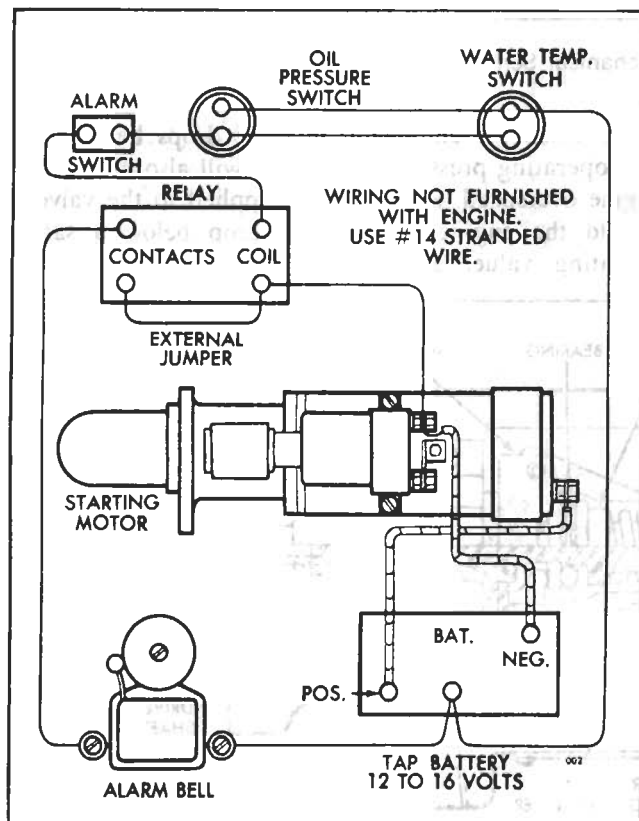 OIL
PRESSURE
SWITCH
WATER TEMP.
SWITCH
ALARM
SWITCH
RELAY
WIRING NOT FURNISHED
WITH ENGINE.
USE #14 STRANDED
WIRE.
CONTACTS COIL
EXTERNAL
JUMPER
STARTING
MOTOR
BAT.
NEG.
POS.
TAP BATTERY
12 TO 16 VOLTS
002
ALARM BELL